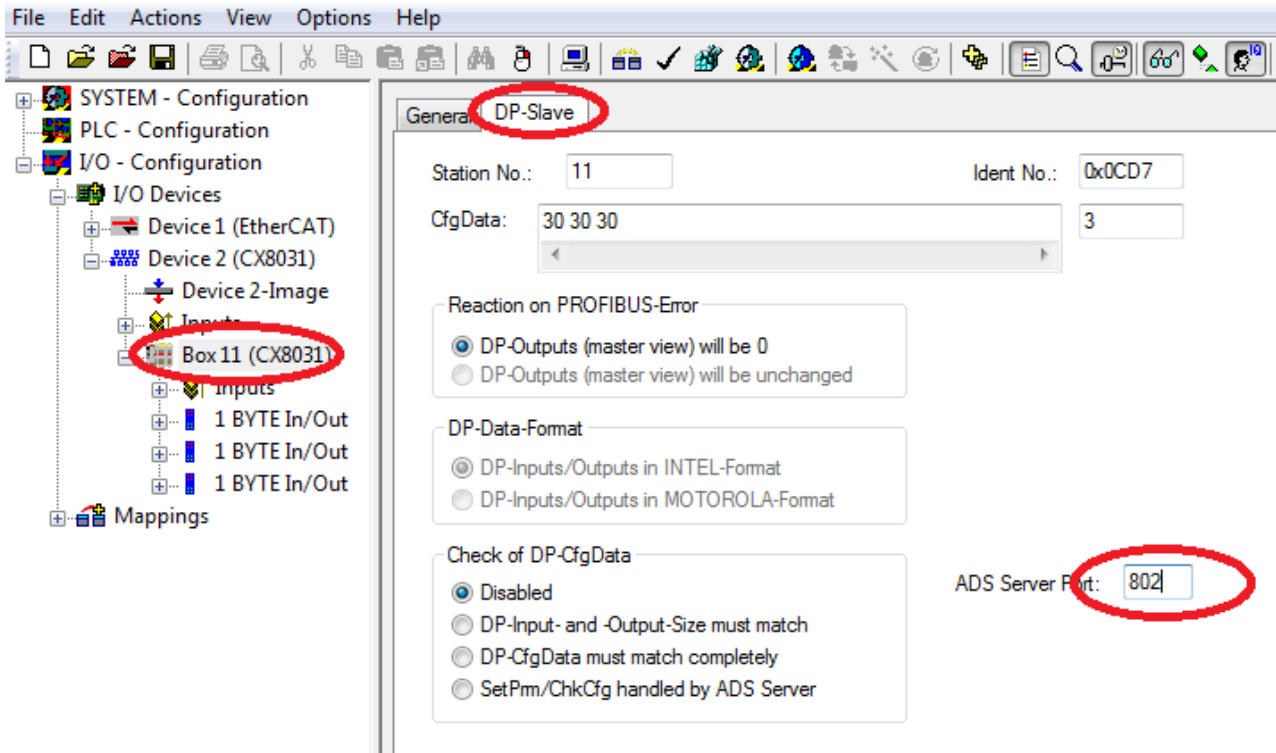 File Edit Actions View Options Help
SYSTEM - Configuration
PLC - Configuration
I/O - Configuration
I/O Devices
Device 1 (EtherCAT)
Device 2 (CX8031)
Device 2-Image
Inputs
Box 11 (CX8031)
Inputs
1 BYTE In/Out
1 BYTE In/Out
1 BYTE In/Out
Mappings
General DP-Slave
Station No.: 11 Ident No.: 0x0CD7
CfgData: 30 30 30 3
Reaction on PROFIBUS-Error
DP-Outputs (master view) will be 0
DP-Outputs (master view) will be unchanged
DP-Data-Format
DP-Inputs/Outputs in INTEL-Format
DP-Inputs/Outputs in MOTOROLA-Format
Check of DP-CfgData
Disabled
DP-Input- and -Output-Size must match
DP-CfgData must match completely
SetPrm/ChkCfg handled by ADS Server
ADS Server Port: 802